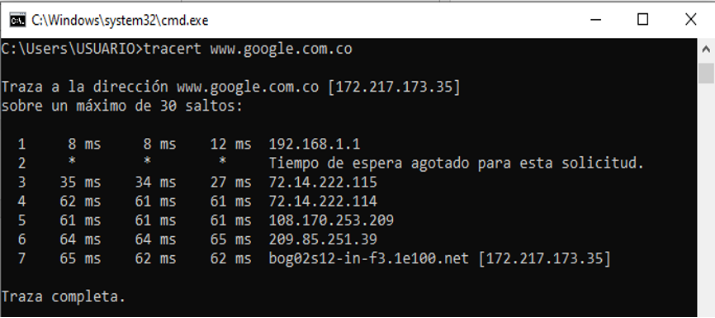 C:\Windows\system32\cmd.exe
C:\Users\USUARIO>tracert www.google.com.co
Traza a la dirección www.google.com.co [172.217.173.35]
sobre un máximo de 30 saltos:
1 8 ms 8 ms 12 ms 192.168.1.1
2 * * * Tiempo de espera agotado para esta solicitud.
3 35 ms 34 ms 27 ms 72.14.222.115
4 62 ms 61 ms 61 ms 72.14.222.114
5 61 ms 61 ms 61 ms 108.170.253.209
6 64 ms 64 ms 65 ms 209.85.251.39
7 65 ms 62 ms 62 ms bog02s12-in-f3.1e100.net [172.217.173.35]
Traza completa.